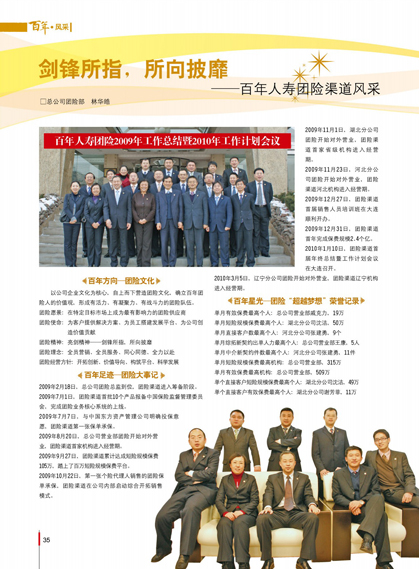 百年·风采
剑锋所指，所向披靡
——百年人寿团险渠道风采
□总公司团险部 林华皓
百年人寿团险2009年工作总结暨2010年工作计划会议
2009年11月1日，湖北分公司
团险开始对外营业，团险渠
道首家省级机构进入经营
期。
2009年11月23日，河北分公
司团险开始对外营业，团险
渠道河北机构进入经营期。
2009年12月27日，团险渠道
首届销售人员培训班在大连
顺利开办。
2009年12月31日，团险渠道
首年完成保费规模2.4个亿。
2010年1月10日，团险渠道首
届年终总结暨工作计划会议
在大连召开。
2010年3月5日，辽宁分公司团险开始对外营业，团险渠道辽宁机构
进入经营期。
百年方向—团险文化
以公司企业文化为核心，自上而下营造团险文化，确立百年团
险人的价值观，形成有活力、有凝聚力、有战斗力的团险队伍。
团险愿景：在特定目标市场上成为最有影响力的团险供应商
团险使命：为客户提供解决方案，为员工搭建发展平台，为公司创
造价值贡献
团险精神：亮剑精神——剑锋所指，所向披靡
团险理念：全员营销，全员服务，同心同德，全力以赴
团险经营方针：开拓创新，价值导向，构筑平台，科学发展
百年足迹—团险大事记
2009年2月18日，总公司团险总监到位，团险渠道进入筹备阶段。
2009年7月1日，团险渠道首批10个产品报备中国保险监督管理委员
会，完成团险业务核心系统的上线。
2009年7月7日，与中国东方资产管理公司明确投保意
愿，团险渠道第一张保单承保。
2009年8月20日，总公司营业部团险开始对外营
业，团险渠道首家机构进入经营期。
2009年9月27日，团险渠道累计达成短险规模保费
105万，踏上了百万短险规模保费平台。
2009年10月22日，第一张个险代理人销售的团险保
单承保，团险渠道在公司内部启动综合开拓销售
模式。
百年星光—团险“超越梦想”荣誉记录
单月有效保费最高个人：总公司营业部戚克力，19万
单月短险规模保费最高个人：湖北分公司沈洁，50万
单月直接客户数最高个人：河北分公司张建勇，9个
单月综拓新契约出单人力最高个人：总公司营业部王康，5人
单月中介新契约件数最高个人：河北分公司张建勇，11件
单月短险规模保费最高机构：总公司营业部，315万
单月有效保费最高机构：总公司营业部，509万
单个直接客户短险规模保费最高个人：湖北分公司沈洁，49万
单个直接客户有效保费最高个人：湖北分公司谢芳荣，11万
35